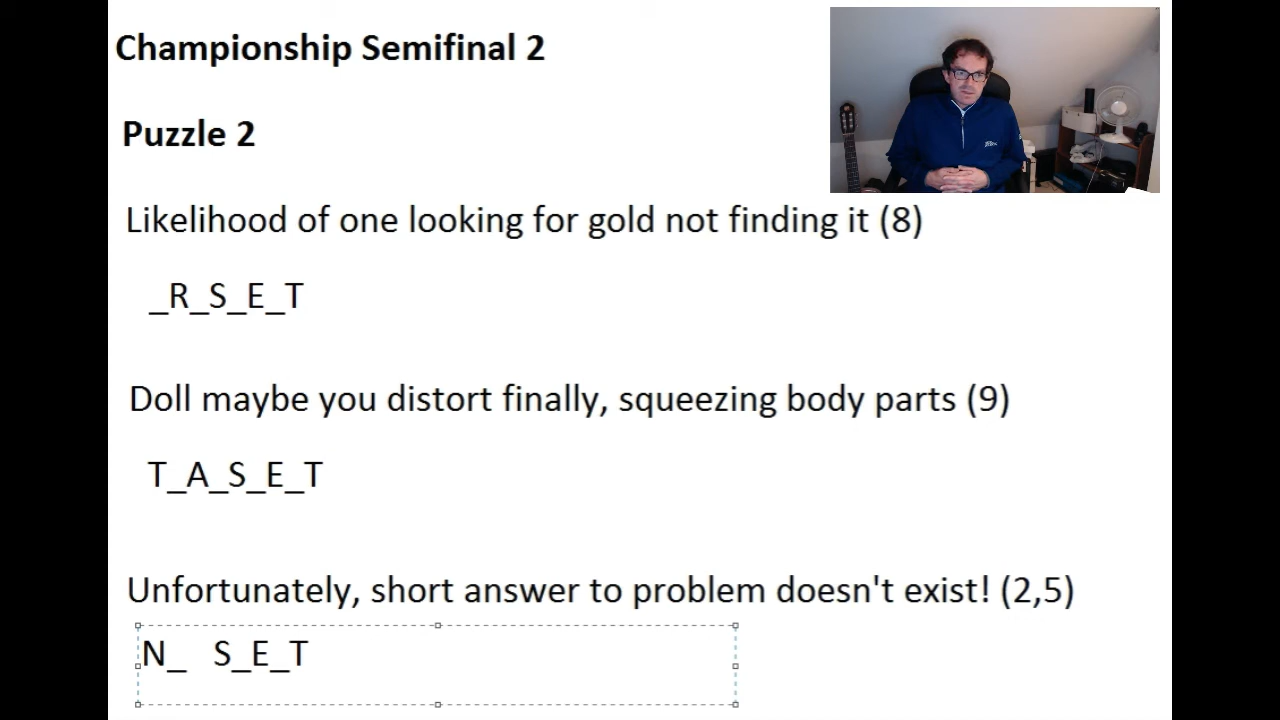 Championship Semifinal 2
Puzzle 2
Likelihood of one looking for gold not finding it (8)
_R_S_E_T
Doll maybe you distort finally, squeezing body parts (9)
T_A_S_E_T
Unfortunately, short answer to problem doesn't exist! (2,5)
N_ S_E_T